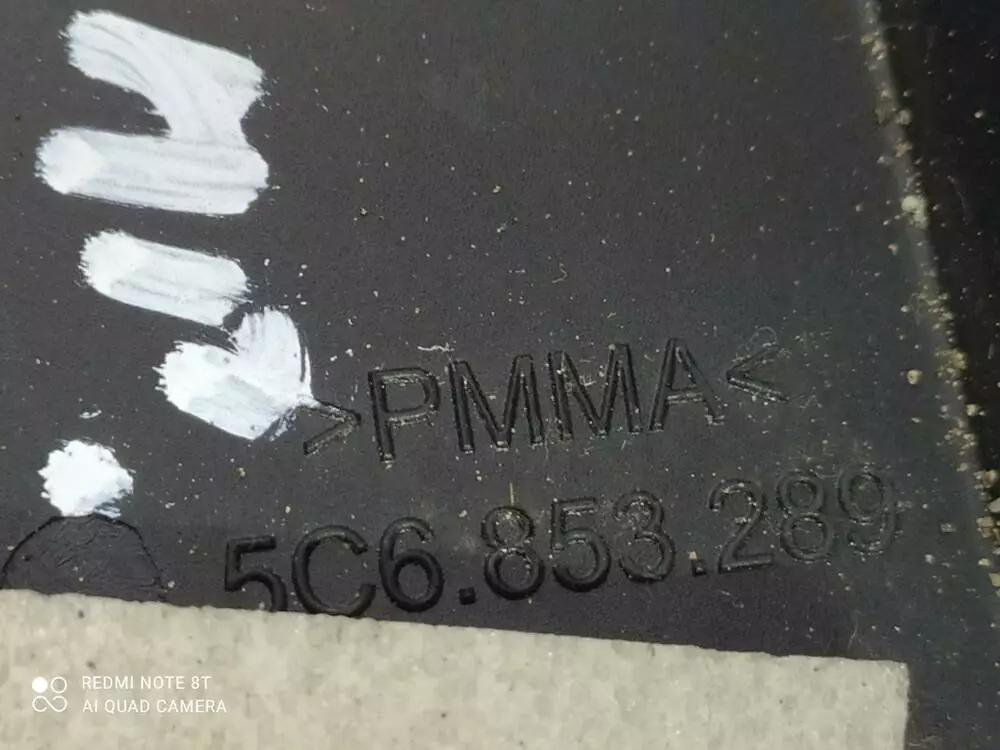 >PMMA<
5C6.853.289
REDMI NOTE 8T
AI QUAD CAMERA